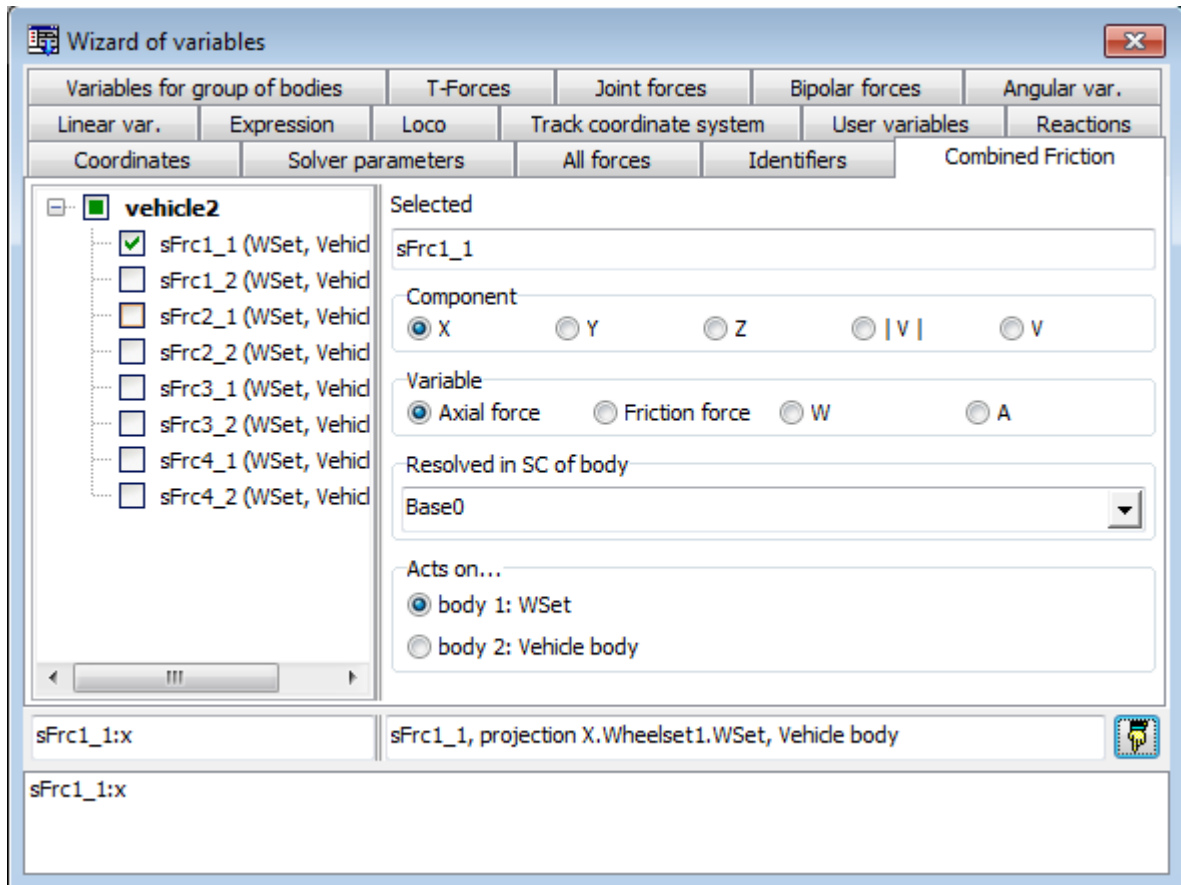 Wizard of variables
Variables for group of bodies T-Forces Joint forces Bipolar forces Angular var.
Linear var. Expression Loco Track coordinate system User variables Reactions
Coordinates Solver parameters All forces Identifiers Combined Friction
vehicle2
sFrc1_1 (WSet, Vehicl
sFrc1_2 (WSet, Vehicl
sFrc2_1 (WSet, Vehicl
sFrc2_2 (WSet, Vehicl
sFrc3_1 (WSet, Vehicl
sFrc3_2 (WSet, Vehicl
sFrc4_1 (WSet, Vehicl
sFrc4_2 (WSet, Vehicl
Selected
sFrc1_1
Component
X Y Z | V | V
Variable
Axial force Friction force W A
Resolved in SC of body
Base0
Acts on...
body 1: WSet
body 2: Vehicle body
sFrc1_1:x sFrc1_1, projection X.Wheelset1.WSet, Vehicle body
sFrc1_1:x